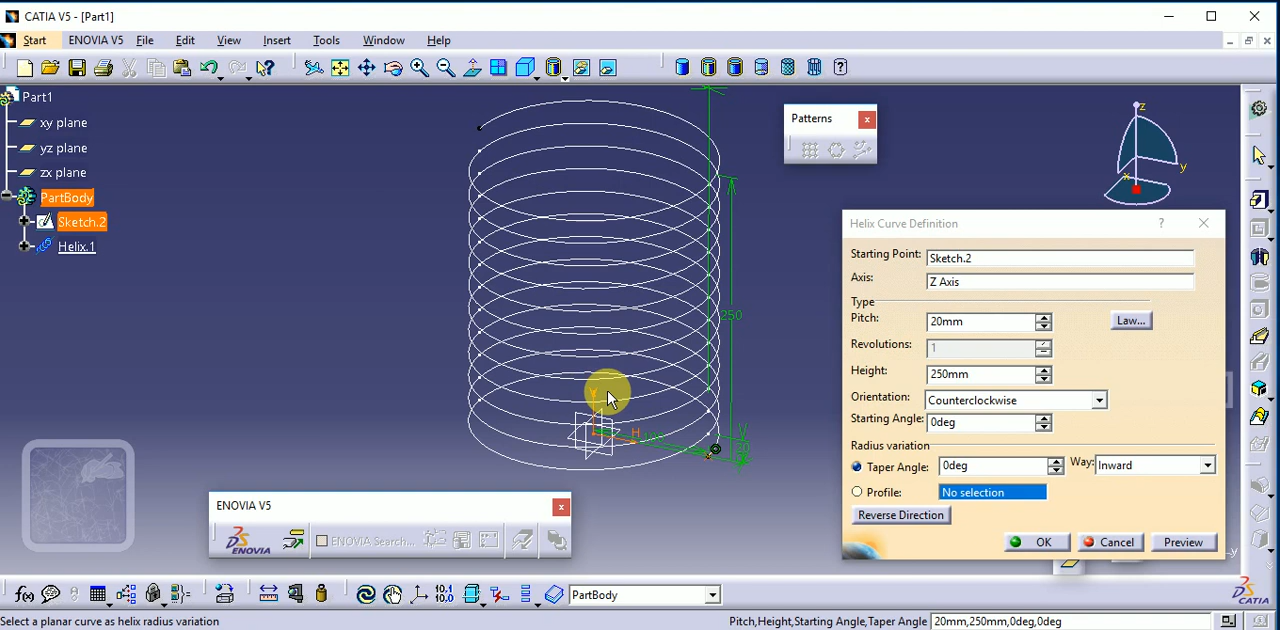 CATIA V5 - [Part1]
Start ENOVIA V5 File Edit View Insert Tools Window Help
Part1
xy plane
yz plane
zx plane
PartBody
Sketch.2
Helix.1
Patterns
z
y
x
250
V
H
Helix Curve Definition
?
Starting Point: Sketch.2
Axis: Z Axis
Type
Pitch: 20mm Law...
Revolutions: 1
Height: 250mm
Orientation: Counterclockwise
Starting Angle: 0deg
Radius variation
Taper Angle: 0deg Way: Inward
Profile: No selection
Reverse Direction
OK Cancel Preview
ENOVIA V5
ENOVIA ENOVIA Search...
f(x) 10,1 PartBody
CATIA
Select a planar curve as helix radius variation
Pitch,Height,Starting Angle,Taper Angle 20mm,250mm,0deg,0deg